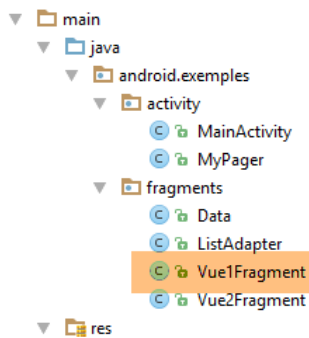 main
java
android.exemples
activity
MainActivity
MyPager
fragments
Data
ListAdapter
Vue1Fragment
Vue2Fragment
res